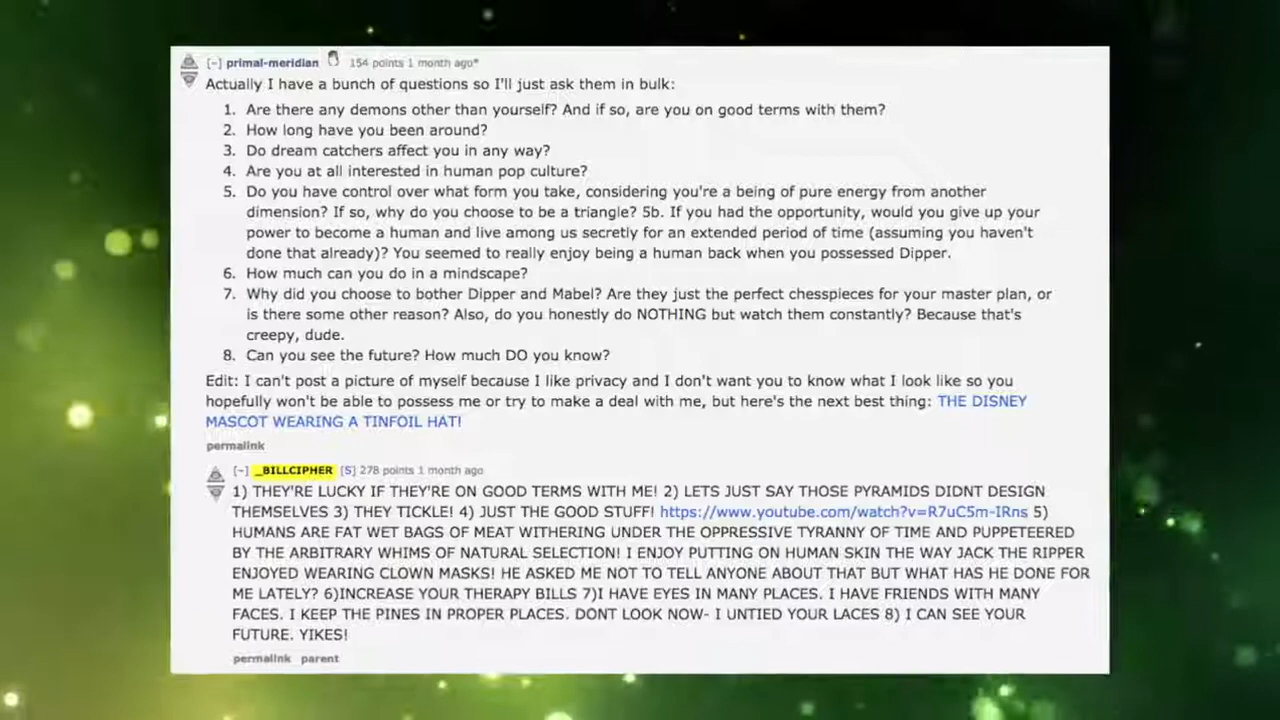 [-] primal-meridian 154 points 1 month ago*
Actually I have a bunch of questions so I'll just ask them in bulk:
1. Are there any demons other than yourself? And if so, are you on good terms with them?
2. How long have you been around?
3. Do dream catchers affect you in any way?
4. Are you at all interested in human pop culture?
5. Do you have control over what form you take, considering you're a being of pure energy from another
dimension? If so, why do you choose to be a triangle? 5b. If you had the opportunity, would you give up your
power to become a human and live among us secretly for an extended period of time (assuming you haven't
done that already)? You seemed to really enjoy being a human back when you possessed Dipper.
6. How much can you do in a mindscape?
7. Why did you choose to bother Dipper and Mabel? Are they just the perfect chesspieces for your master plan, or
is there some other reason? Also, do you honestly do NOTHING but watch them constantly? Because that's
creepy, dude.
8. Can you see the future? How much DO you know?
Edit: I can't post a picture of myself because I like privacy and I don't want you to know what I look like so you
hopefully won't be able to possess me or try to make a deal with me, but here's the next best thing: THE DISNEY
MASCOT WEARING A TINFOIL HAT!
permalink
[-] _BILLCIPHER [S] 278 points 1 month ago
1) THEY'RE LUCKY IF THEY'RE ON GOOD TERMS WITH ME! 2) LETS JUST SAY THOSE PYRAMIDS DIDNT DESIGN
THEMSELVES 3) THEY TICKLE! 4) JUST THE GOOD STUFF! https://www.youtube.com/watch?v=R7uC5m-IRns 5)
HUMANS ARE FAT WET BAGS OF MEAT WITHERING UNDER THE OPPRESSIVE TYRANNY OF TIME AND PUPPETEERED
BY THE ARBITRARY WHIMS OF NATURAL SELECTION! I ENJOY PUTTING ON HUMAN SKIN THE WAY JACK THE RIPPER
ENJOYED WEARING CLOWN MASKS! HE ASKED ME NOT TO TELL ANYONE ABOUT THAT BUT WHAT HAS HE DONE FOR
ME LATELY? 6)INCREASE YOUR THERAPY BILLS 7)I HAVE EYES IN MANY PLACES. I HAVE FRIENDS WITH MANY
FACES. I KEEP THE PINES IN PROPER PLACES. DONT LOOK NOW- I UNTIED YOUR LACES 8) I CAN SEE YOUR
FUTURE. YIKES!
permalink parent